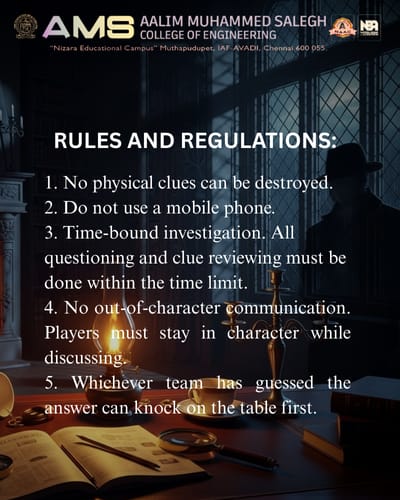 AMS AALIM MUHAMMED SALEGH
COLLEGE OF ENGINEERING
"Nizara Educational Campus" Muthapudupet, IAF-AVADI, Chennai 600 055.
RULES AND REGULATIONS:
1. No physical clues can be destroyed.
2. Do not use a mobile phone.
3. Time-bound investigation. All
questioning and clue reviewing must be
done within the time limit.
4. No out-of-character communication.
Players must stay in character while
discussing.
5. Whichever team has guessed the
answer can knock on the table first.